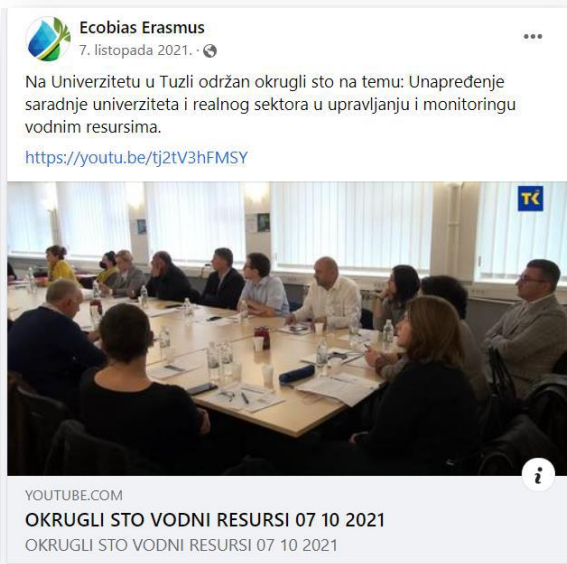 Ecobias Erasmus
7. listopada 2021. ·
Na Univerzitetu u Tuzli održan okrugli sto na temu: Unapređenje
saradnje univerziteta i realnog sektora u upravljanju i monitoringu
vodnim resursima.
https://youtu.be/tj2tV3hFMSY
TK
i
YOUTUBE.COM
OKRUGLI STO VODNI RESURSI 07 10 2021
OKRUGLI STO VODNI RESURSI 07 10 2021